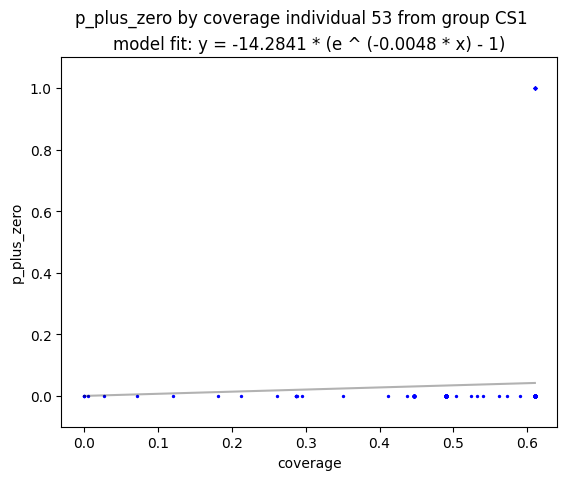 p_plus_zero by coverage individual 53 from group CS1
model fit: y = -14.2841 * (e ^ (-0.0048 * x) - 1)
1.0
0.8
0.6
0.4
0.2
0.0
p_plus_zero
0.0 0.1 0.2 0.3 0.4 0.5 0.6
coverage